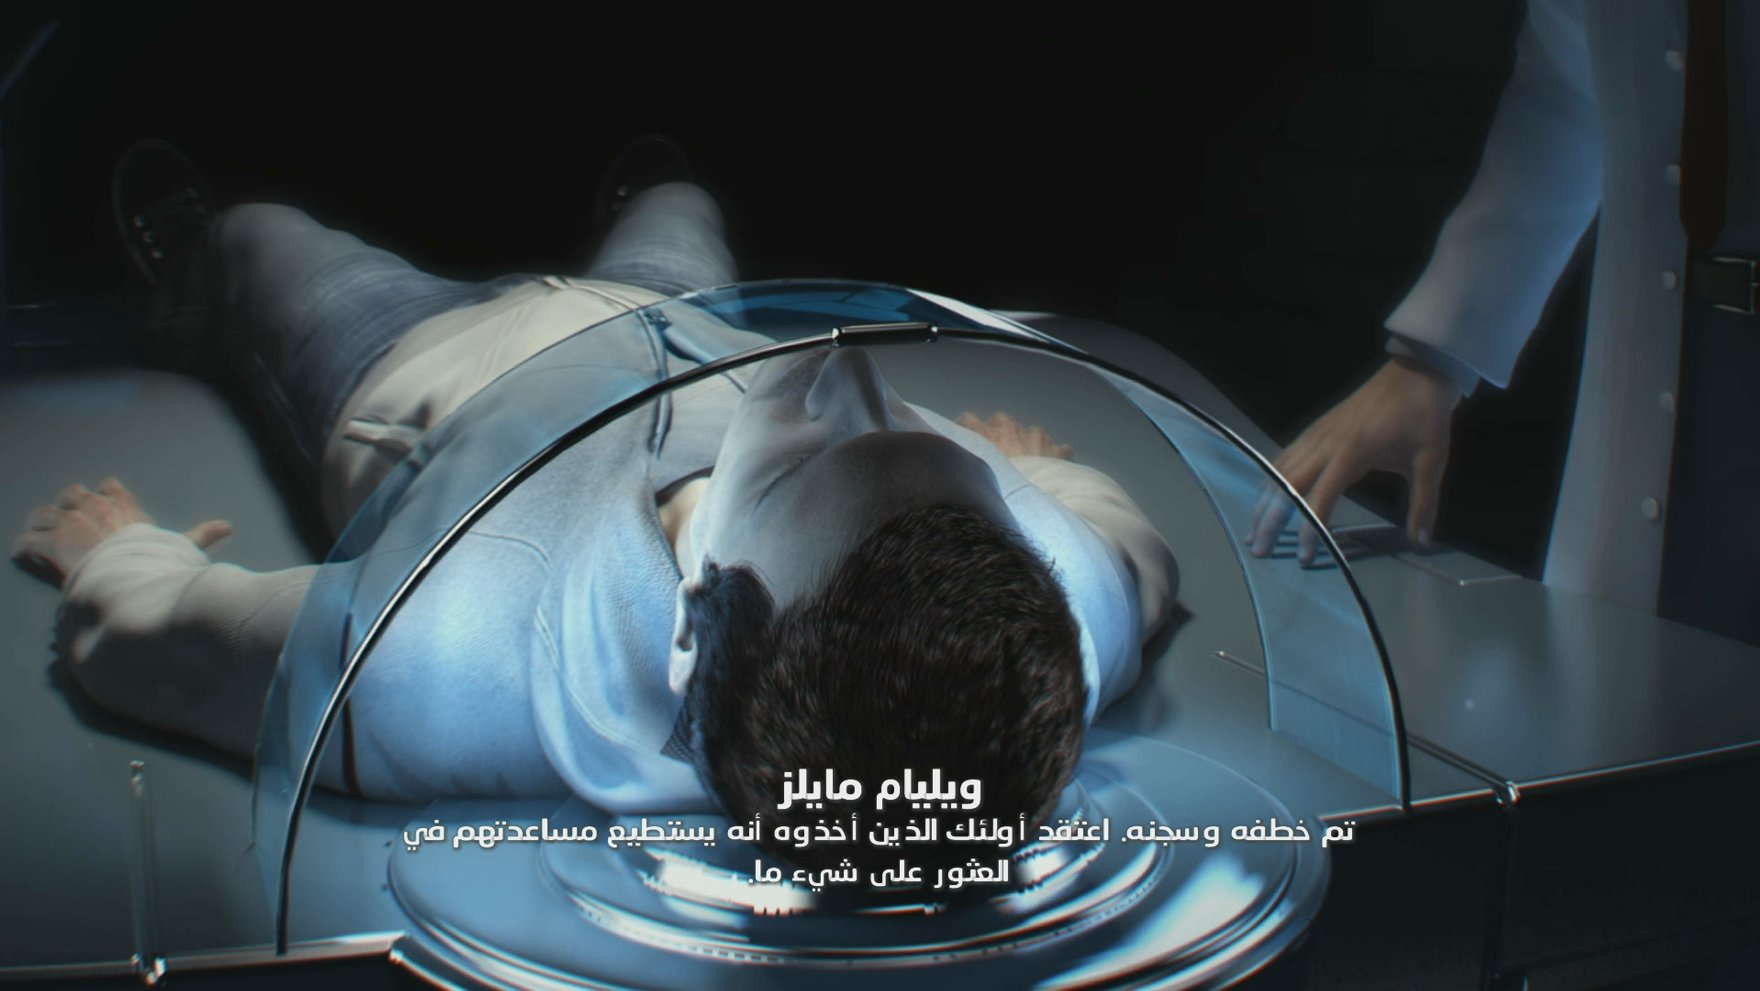 ويليام مايلز
تم خطفه وسجنه. اعتقد أولئك الذين أخذوه أنه يستطيع مساعدتهم في
العثور على شيء ما.